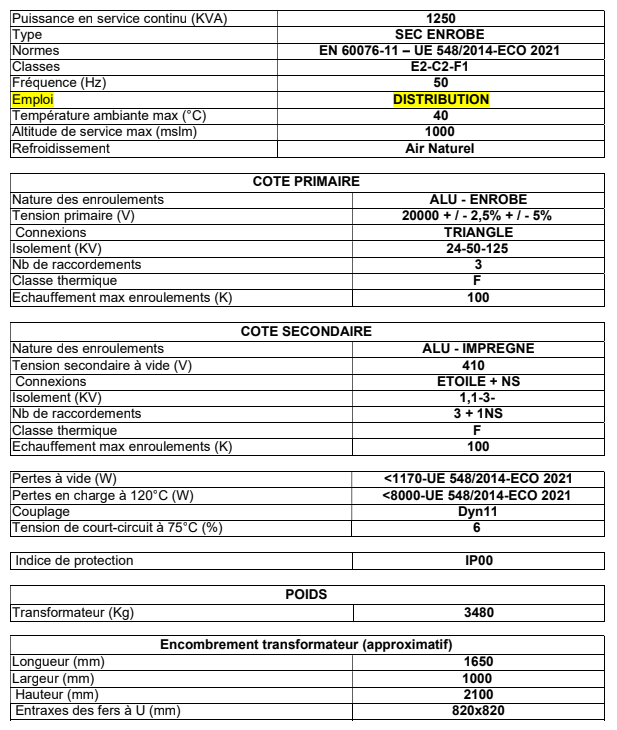 Puissance en service continu (KVA) 1250
Type SEC ENROBE
Normes EN 60076-11 – UE 548/2014-ECO 2021
Classes E2-C2-F1
Fréquence (Hz) 50
Emploi DISTRIBUTION
Température ambiante max (°C) 40
Altitude de service max (mslm) 1000
Refroidissement Air Naturel
COTE PRIMAIRE
Nature des enroulements ALU - ENROBE
Tension primaire (V) 20000 + / - 2,5% + / - 5%
Connexions TRIANGLE
Isolement (KV) 24-50-125
Nb de raccordements 3
Classe thermique F
Echauffement max enroulements (K) 100
COTE SECONDAIRE
Nature des enroulements ALU - IMPREGNE
Tension secondaire à vide (V) 410
Connexions ETOILE + NS
Isolement (KV) 1,1-3-
Nb de raccordements 3 + 1NS
Classe thermique F
Echauffement max enroulements (K) 100
Pertes à vide (W) <1170-UE 548/2014-ECO 2021
Pertes en charge à 120°C (W) <8000-UE 548/2014-ECO 2021
Couplage Dyn11
Tension de court-circuit à 75°C (%) 6
Indice de protection IP00
POIDS
Transformateur (Kg) 3480
Encombrement transformateur (approximatif)
Longueur (mm) 1650
Largeur (mm) 1000
Hauteur (mm) 2100
Entraxes des fers à U (mm) 820x820